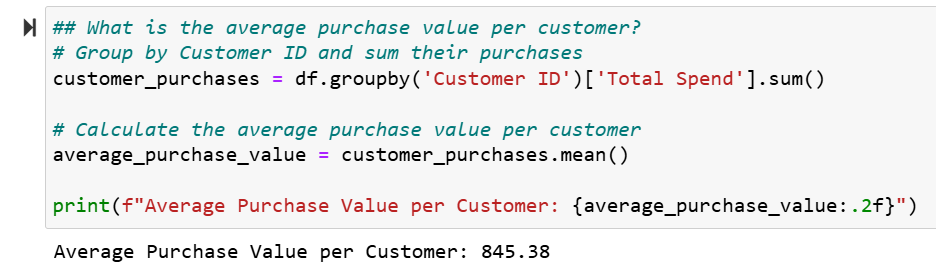 ## What is the average purchase value per customer?
# Group by Customer ID and sum their purchases
customer_purchases = df.groupby('Customer ID')['Total Spend'].sum()
# Calculate the average purchase value per customer
average_purchase_value = customer_purchases.mean()
print(f"Average Purchase Value per Customer: {average_purchase_value:.2f}")
Average Purchase Value per Customer: 845.38